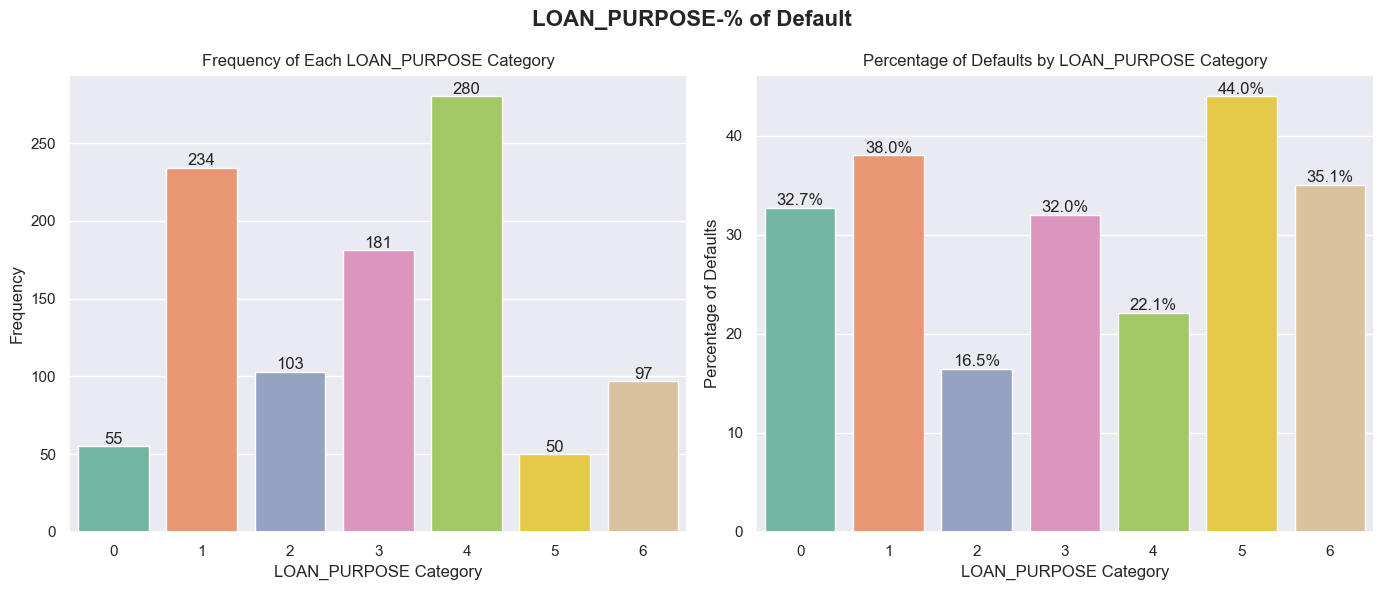 LOAN_PURPOSE-% of Default
Frequency of Each LOAN_PURPOSE Category
Frequency
250
200
150
100
50
0
55
234
103
181
280
50
97
0 1 2 3 4 5 6
LOAN_PURPOSE Category
Percentage of Defaults by LOAN_PURPOSE Category
Percentage of Defaults
40
30
20
10
0
32.7%
38.0%
16.5%
32.0%
22.1%
44.0%
35.1%
0 1 2 3 4 5 6
LOAN_PURPOSE Category